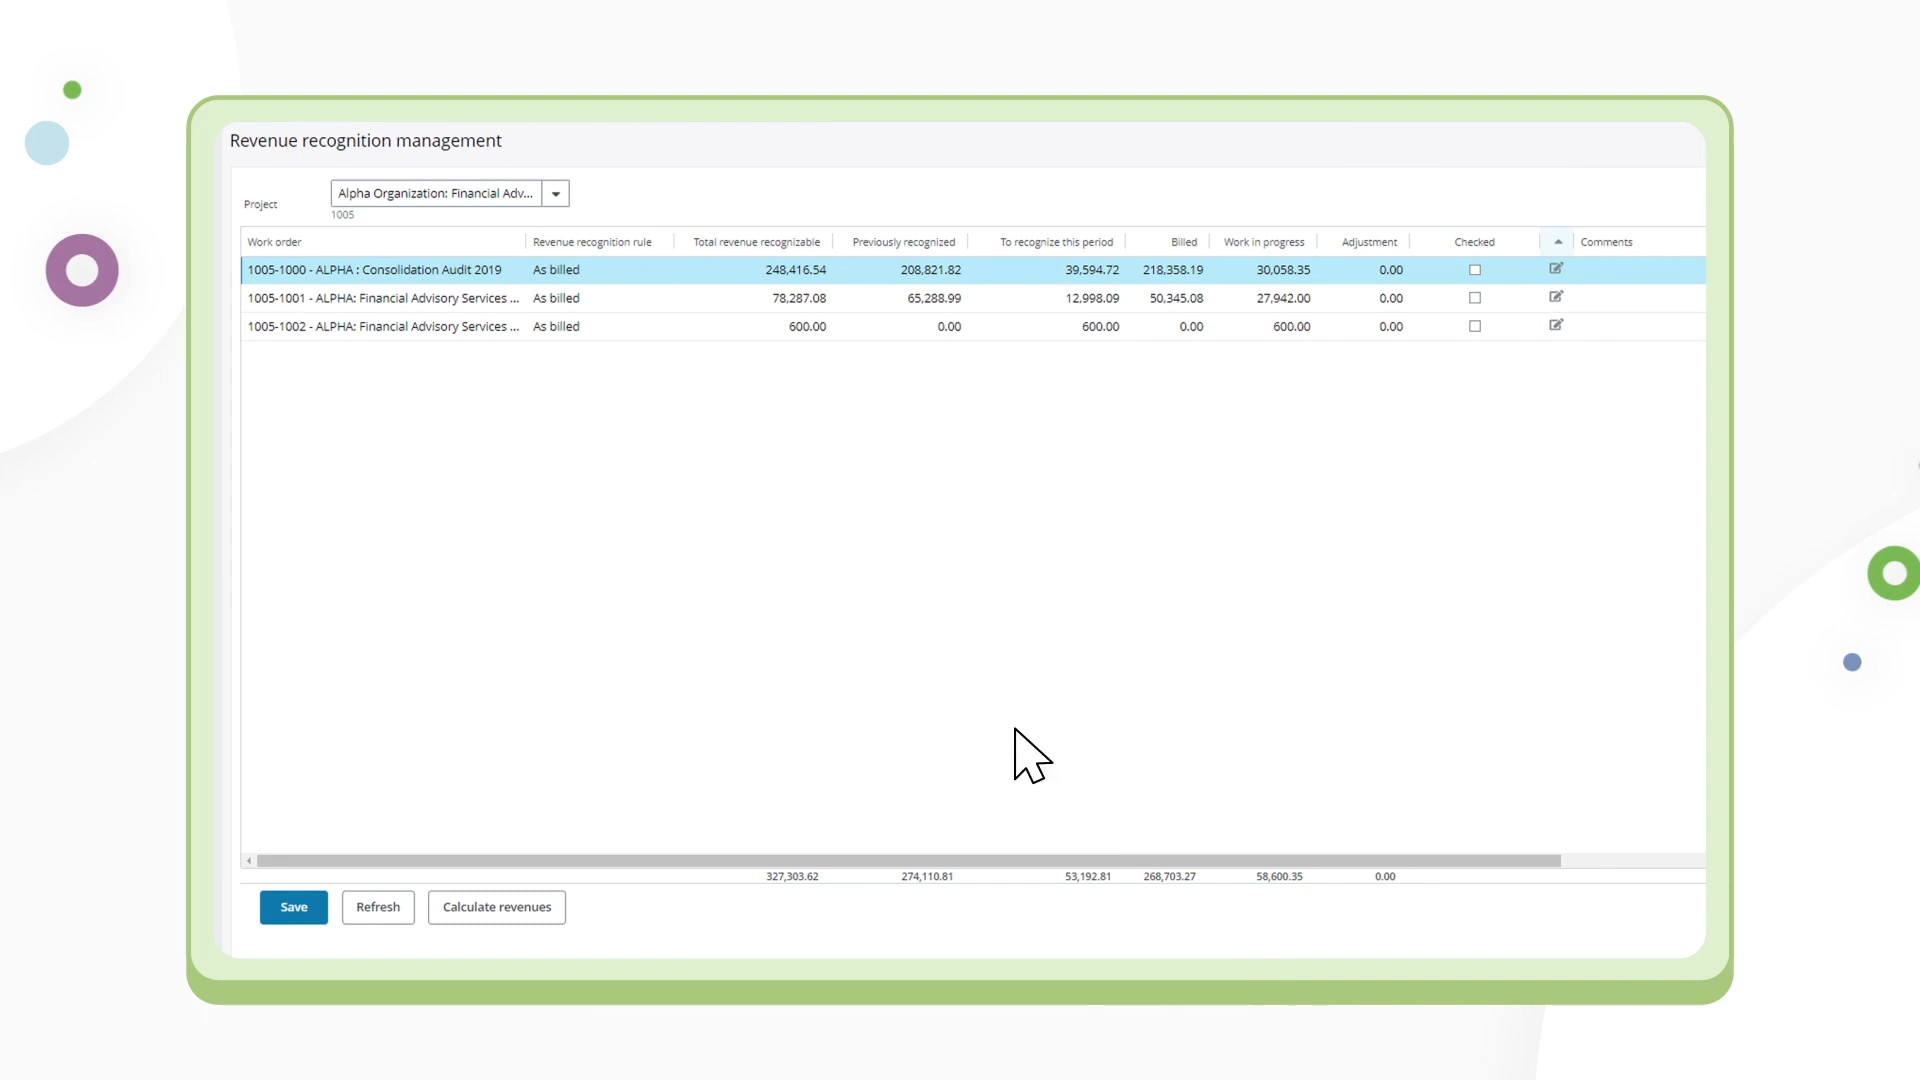 Revenue recognition management
Project
Alpha Organization: Financial Adv...
1005
Work order Revenue recognition rule Total revenue recognizable Previously recognized To recognize this period Billed Work in progress Adjustment Checked Comments
1005-1000 - ALPHA : Consolidation Audit 2019 As billed 248,416.54 208,821.82 39,594.72 218,358.19 30,058.35 0.00
1005-1001 - ALPHA: Financial Advisory Services ... As billed 78,287.08 65,288.99 12,998.09 50,345.08 27,942.00 0.00
1005-1002 - ALPHA: Financial Advisory Services ... As billed 600.00 0.00 600.00 0.00 600.00 0.00
327,303.62 274,110.81 53,192.81 268,703.27 58,600.35 0.00
Save Refresh Calculate revenues